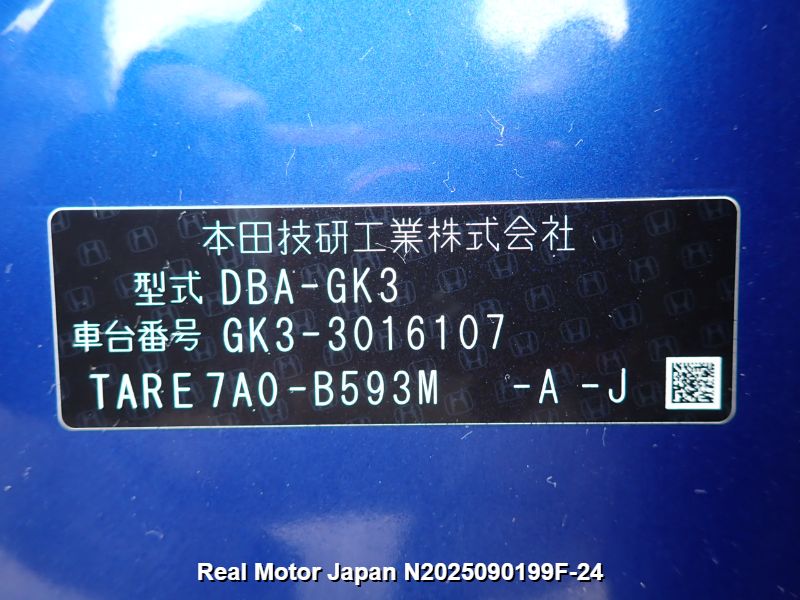 本田技研工業株式会社
型式 DBA-GK3
車台番号 GK3-3016107
TARE7A0-B593M -A -J
Real Motor Japan N2025090199F-24